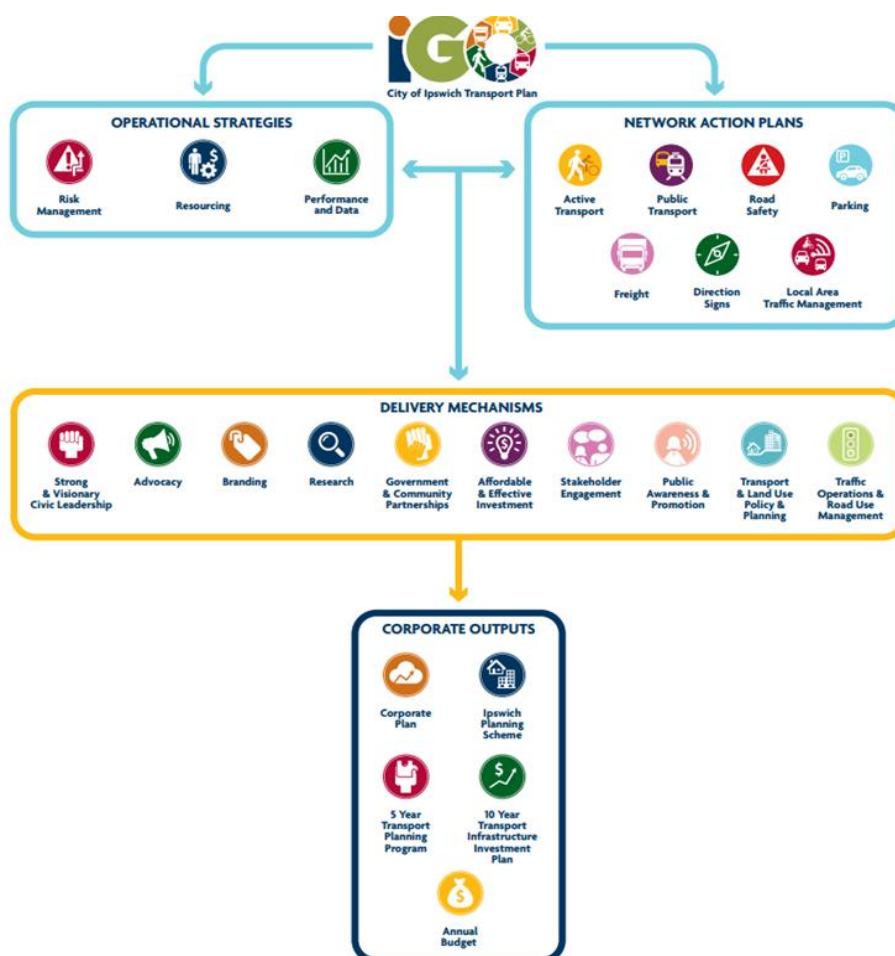 iGO
City of Ipswich Transport Plan
OPERATIONAL STRATEGIES
Risk
Management
Resourcing
Performance
and Data
NETWORK ACTION PLANS
Active
Transport
Public
Transport
Road
Safety
P
Parking
Freight
Direction
Signs
Local Area
Traffic Management
DELIVERY MECHANISMS
Strong
& Visionary
Civic Leadership
Advocacy
Branding
Research
Government
& Community
Partnerships
Affordable
& Effective
Investment
Stakeholder
Engagement
Public
Awareness &
Promotion
Transport
& Land Use
Policy &
Planning
Traffic
Operations &
Road Use
Management
CORPORATE OUTPUTS
Corporate
Plan
Ipswich
Planning
Scheme
5 Year
Transport
Planning
Program
$
10 Year
Transport
Infrastructure
Investment
Plan
$
Annual
Budget